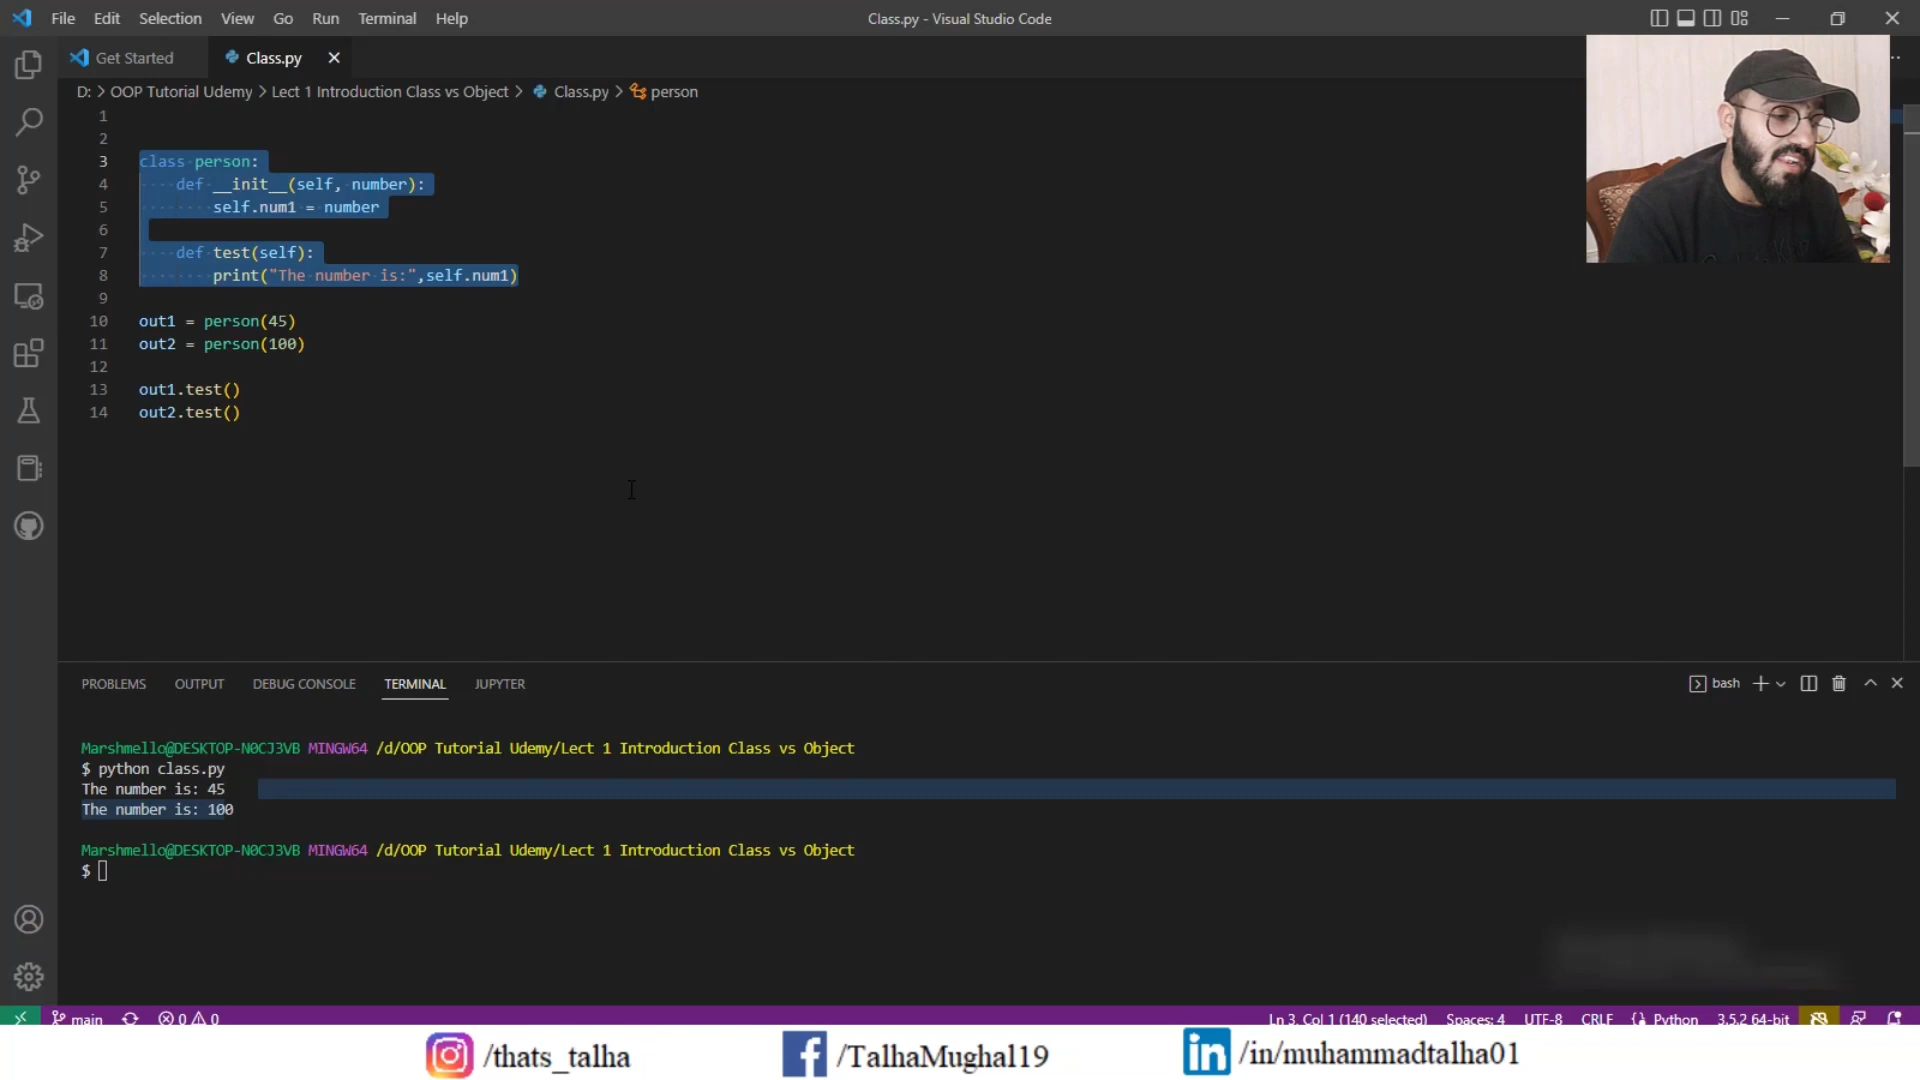 File Edit Selection View Go Run Terminal Help
Class.py - Visual Studio Code
Get Started
Class.py
D: > OOP Tutorial Udemy > Lect 1 Introduction Class vs Object > Class.py > person
1
2
3 class person:
4 def __init__(self, number):
5 self.num1 = number
6
7 def test(self):
8 print("The number is:",self.num1)
9
10 out1 = person(45)
11 out2 = person(100)
12
13 out1.test()
14 out2.test()
PROBLEMS OUTPUT DEBUG CONSOLE TERMINAL JUPYTER
bash
Marshmello@DESKTOP-N0CJ3VB MINGW64 /d/OOP Tutorial Udemy/Lect 1 Introduction Class vs Object
$ python class.py
The number is: 45
The number is: 100
Marshmello@DESKTOP-N0CJ3VB MINGW64 /d/OOP Tutorial Udemy/Lect 1 Introduction Class vs Object
$
main 0 0
Ln 3, Col 1 (140 selected) Spaces: 4 UTF-8 CRLF Python 3.5.2 64-bit
/thats_talha
/TalhaMughal19
/in/muhammadtalha01